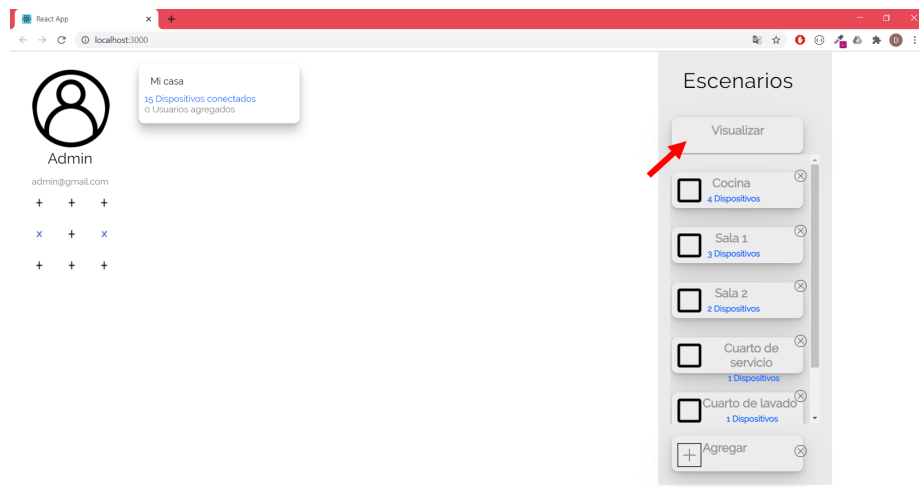 React App
localhost:3000
Mi casa
15 Dispositivos conectados
0 Usuarios agregados
Admin
admin@gmail.com
+ + +
x + x
+ + +
Escenarios
Visualizar
Cocina
4 Dispositivos
Sala 1
3 Dispositivos
Sala 2
2 Dispositivos
Cuarto de
servicio
1 Dispositivos
Cuarto de lavado
1 Dispositivos
Agregar